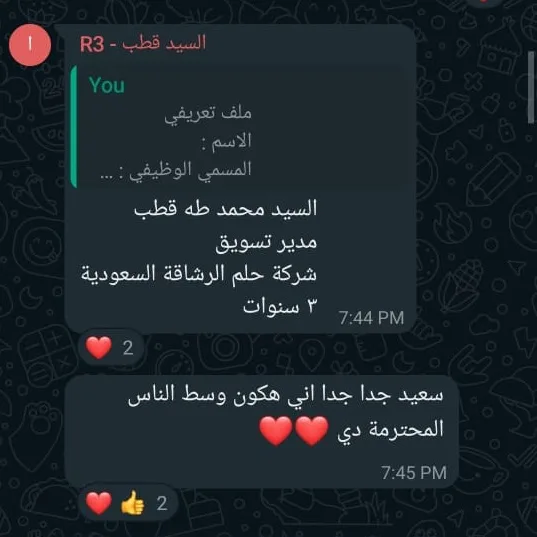 ا
السيد قطب - R3
You
ملف تعريفي
الاسم :
المسمي الوظيفي : ...
السيد محمد طه قطب
مدير تسويق
شركة حلم الرشاقة السعودية
٣ سنوات
7:44 PM
❤️ 2
سعيد جدا جدا اني هكون وسط الناس
المحترمة دي ❤️❤️
7:45 PM
❤️👍 2